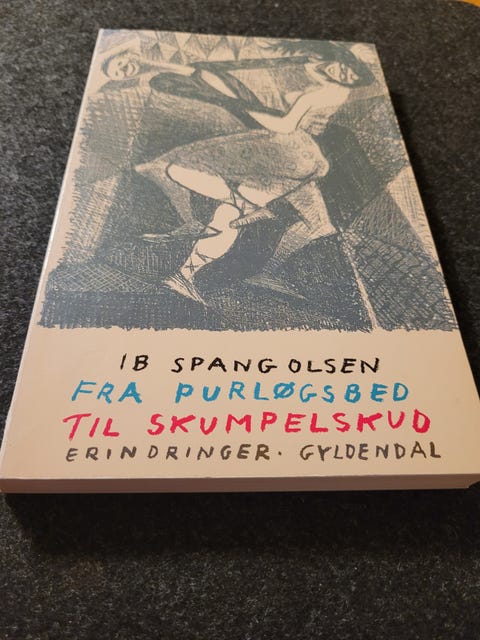 IB SPANG OLSEN
FRA PURLØGSBED
TIL SKUMPELSKUD
ERINDRINGER · GYLDENDAL